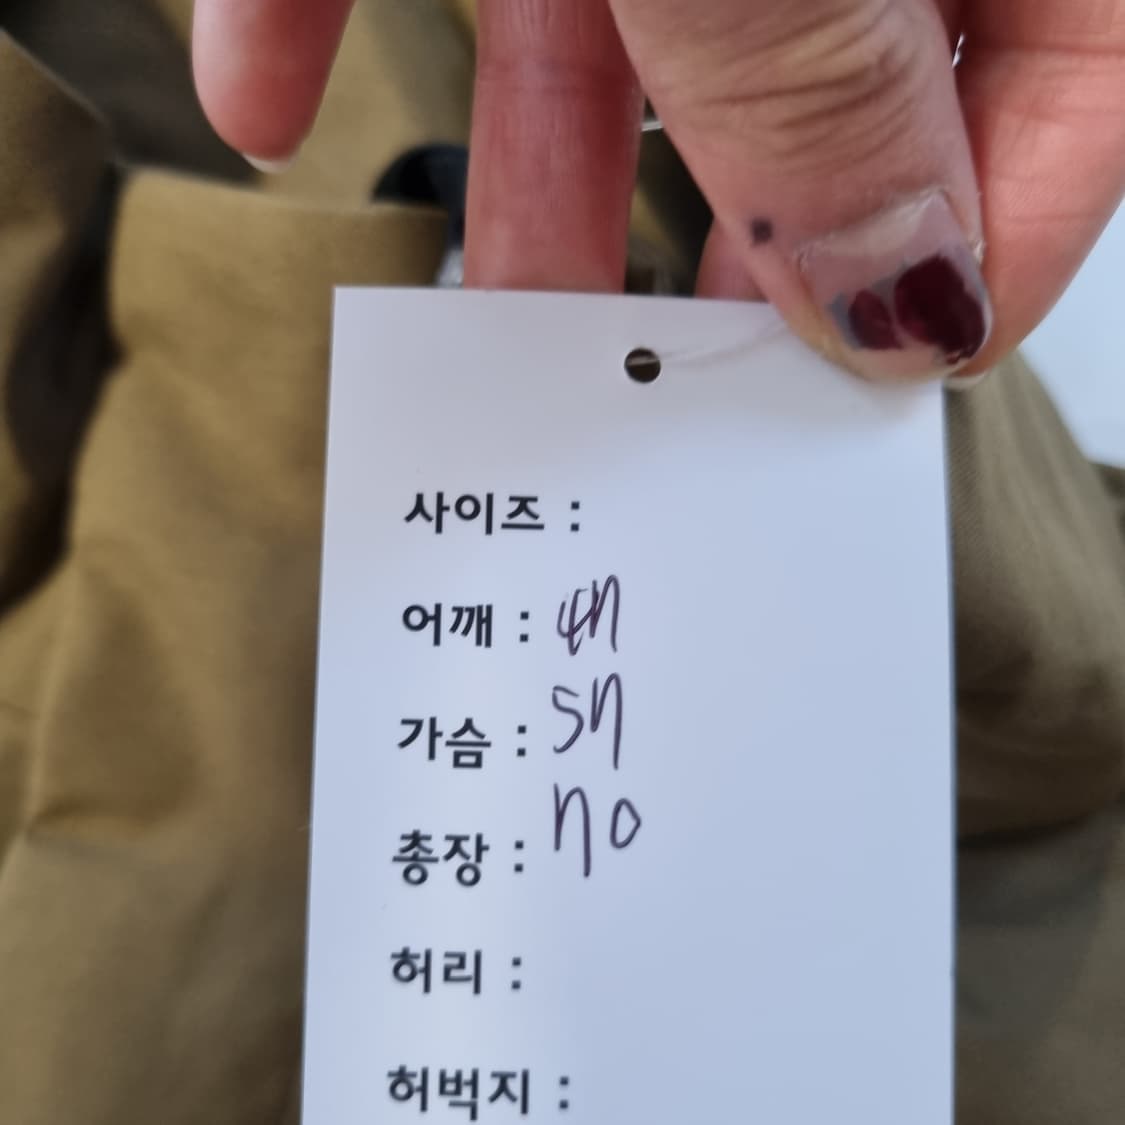 사이즈 :
어깨 : 47
가슴 : 57
총장 : 70
허리 :
허벅지 :